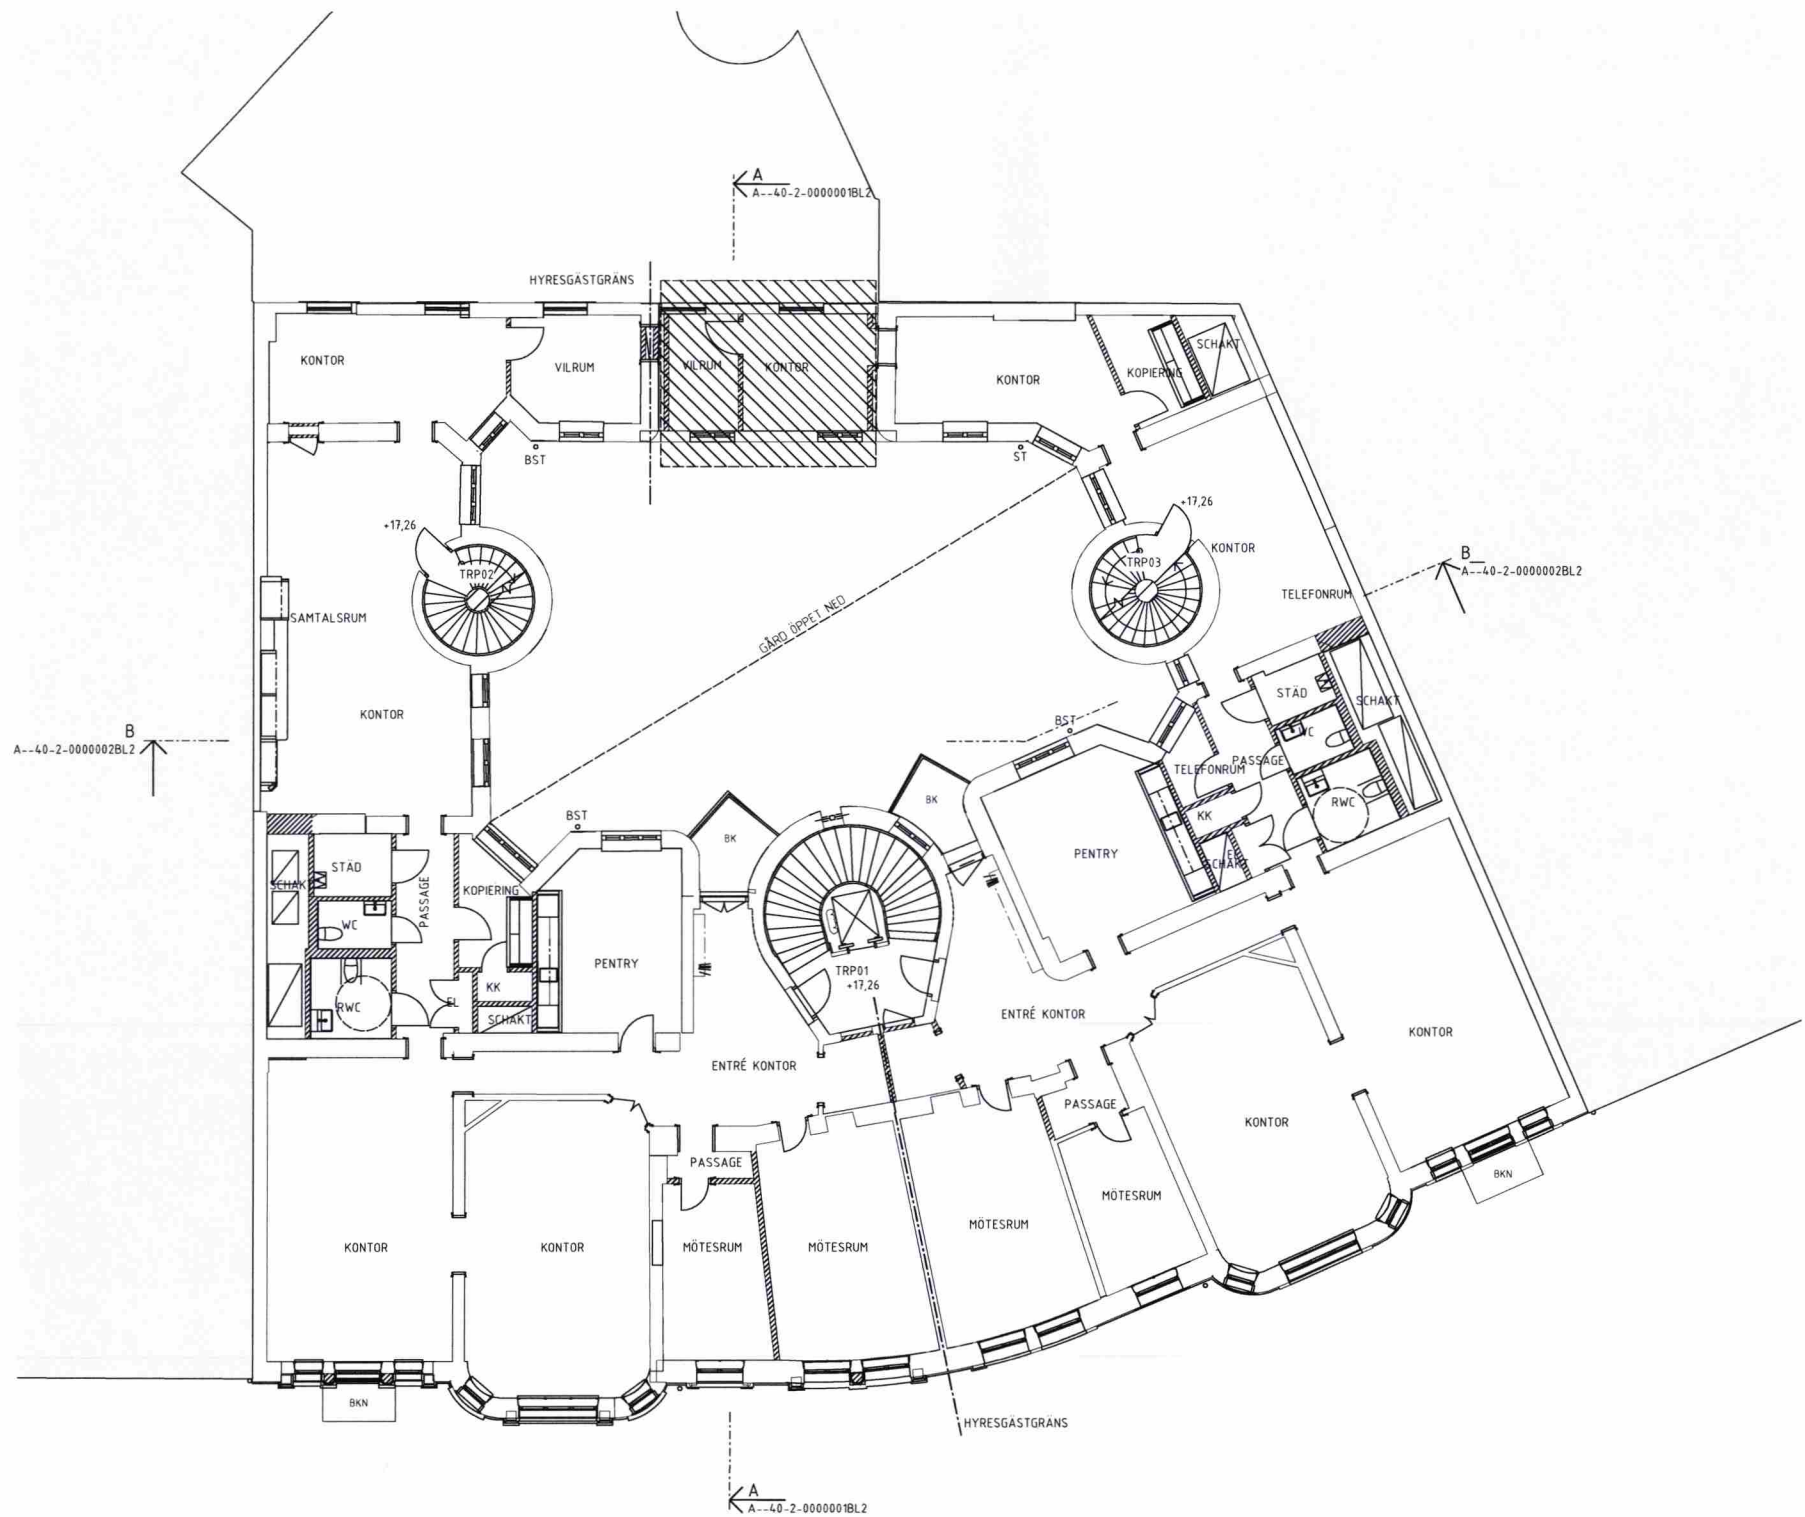 A
A--40-2-0000001BL2
HYRESGÄSTGRÄNS
KONTOR
VILRUM
VILRUM
KONTOR
KONTOR
KOPIERING
SCHAKT
BST
ST
+17,26
TRP02
+17,26
TRP03
KONTOR
B
A--40-2-0000002BL2
TELEFONRUM
SAMTALSRUM
GÅRD ÖPPET NED
KONTOR
STÄD
SCHAKT
BST
WC
B
A--40-2-0000002BL2
PASSAGE
TELEFONRUM
RWC
KK
BK
BST
BK
PENTRY
EL
SCHAKT
STÄD
SCHAKT
PASSAGE
KOPIERING
WC
PENTRY
TRP01
+17,26
KK
EL
RWC
SCHAKT
ENTRÉ KONTOR
KONTOR
ENTRÉ KONTOR
PASSAGE
KONTOR
PASSAGE
MÖTESRUM
BKN
MÖTESRUM
KONTOR
KONTOR
MÖTESRUM
MÖTESRUM
BKN
HYRESGÄSTGRÄNS
A
A--40-2-0000001BL2